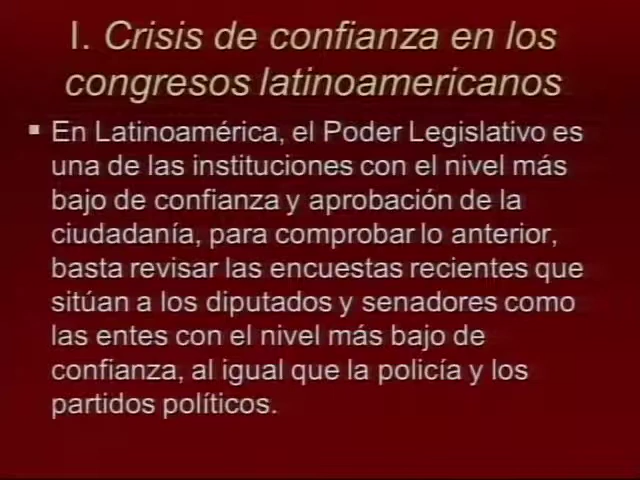 I. Crisis de confianza en los
congresos latinoamericanos
▪ En Latinoamérica, el Poder Legislativo es
una de las instituciones con el nivel más
bajo de confianza y aprobación de la
ciudadanía, para comprobar lo anterior,
basta revisar las encuestas recientes que
sitúan a los diputados y senadores como
las entes con el nivel más bajo de
confianza, al igual que la policía y los
partidos políticos.